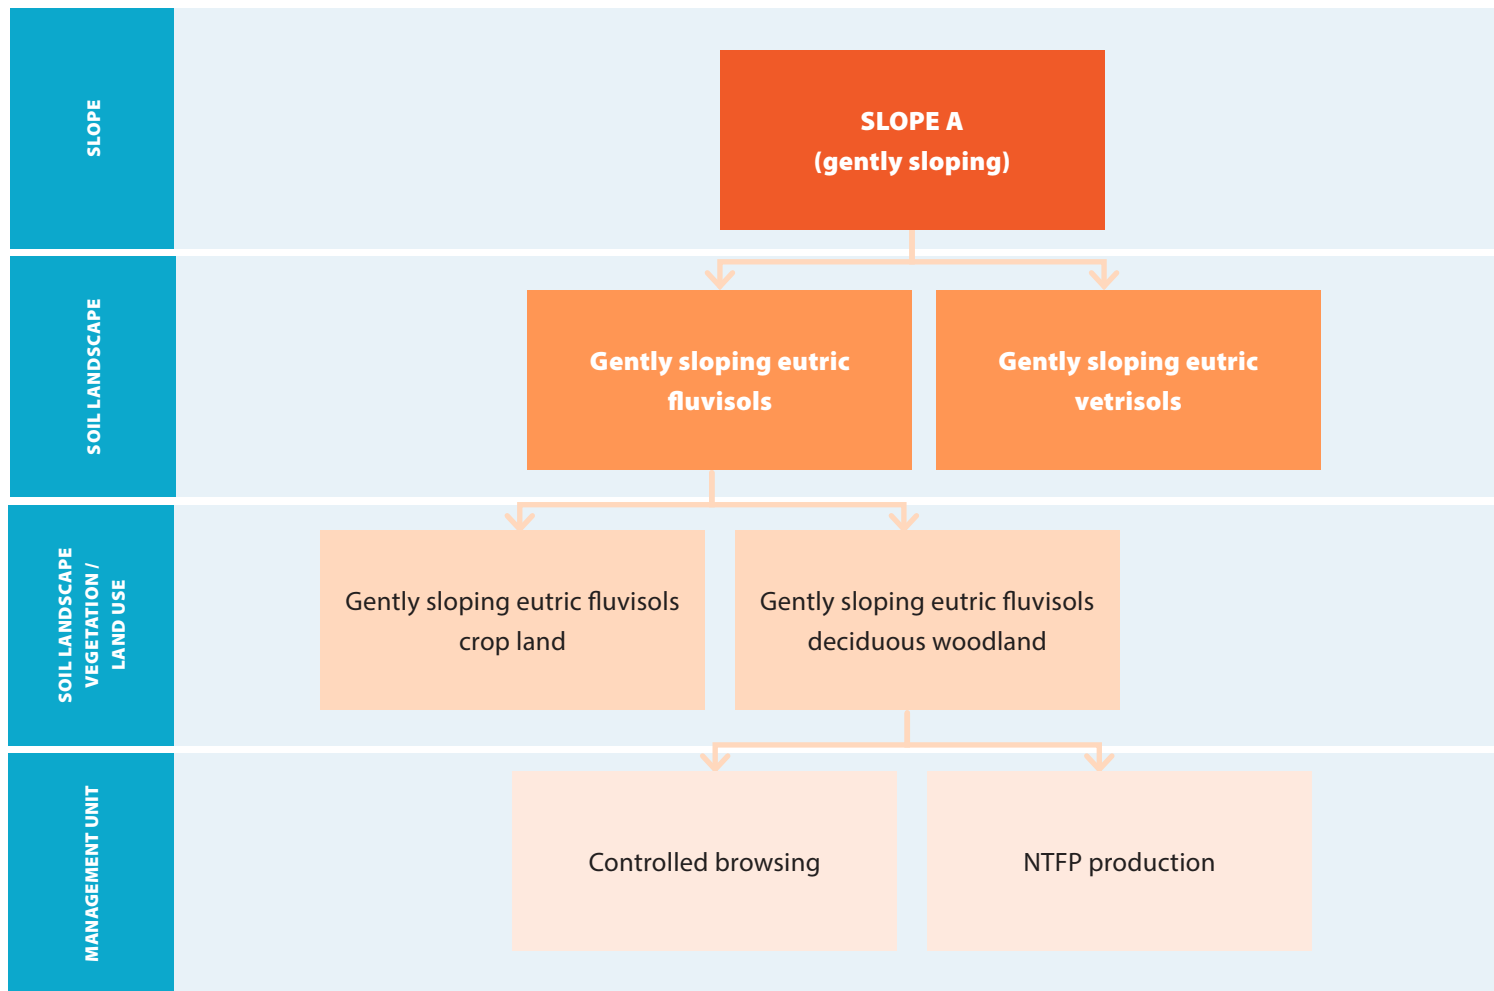 SLOPE
SLOPE A
(gently sloping)
SOIL LANDSCAPE
Gently sloping eutric
fluvisols
Gently sloping eutric
vetrisols
SOIL LANDSCAPE
VEGETATION /
LAND USE
Gently sloping eutric fluvisols
crop land
Gently sloping eutric fluvisols
deciduous woodland
MANAGEMENT UNIT
Controlled browsing
NTFP production